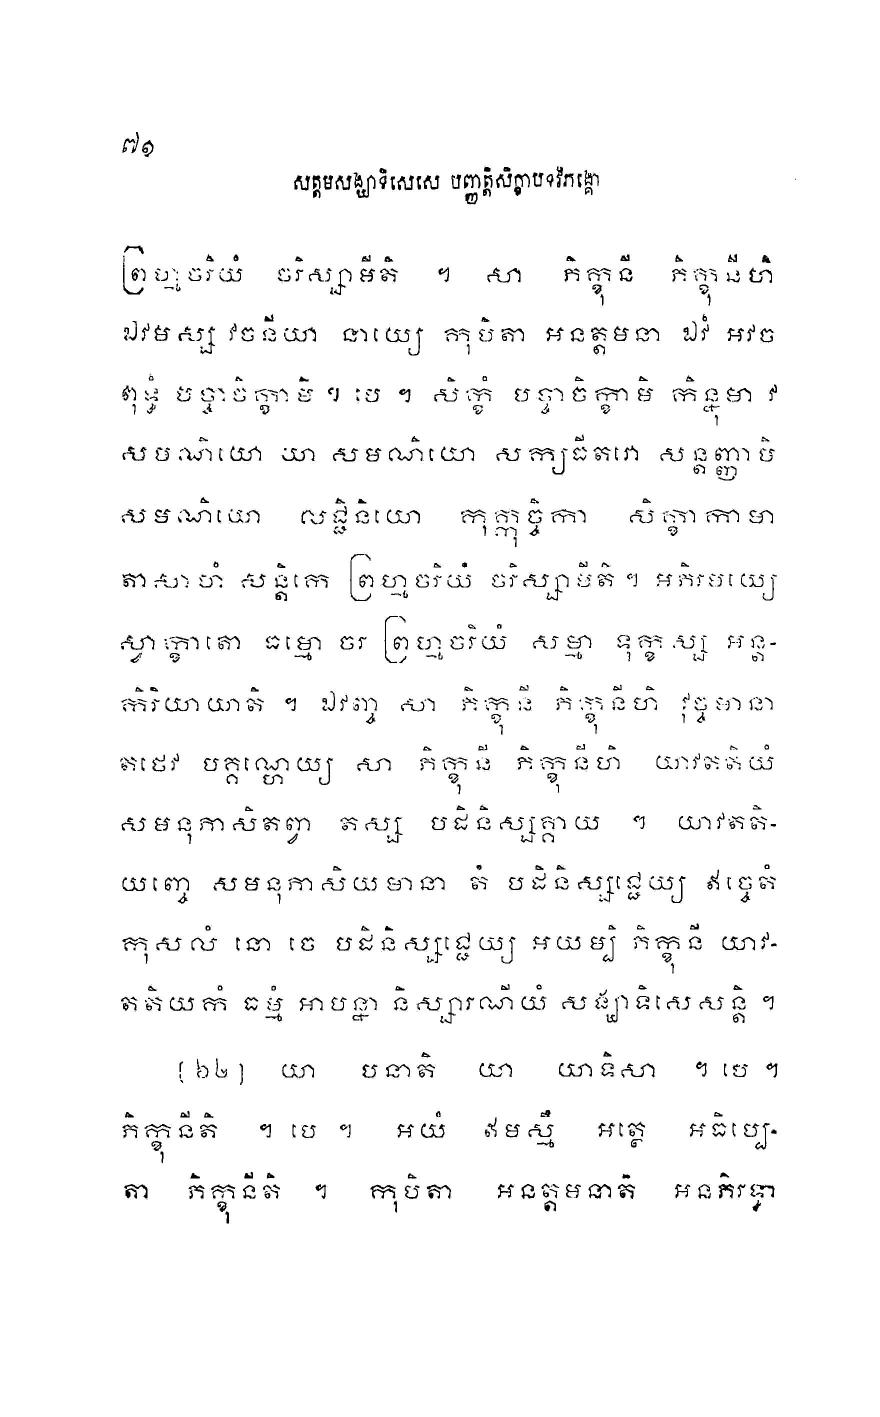 ៧១
សត្តមសង្ឃាទិសេសេ បញ្ញត្តិសិក្ខាបទវិភង្គោ
ព្រហ្មចរិយំ ចរិស្សាមីតិ ។ សា ភិក្ខុនី ភិក្ខុនីហិ
ឯវមស្ស វចនីយា មាយ្យេ កុបិតា អនត្តមនា ឯវំ អវច
ពុទ្ធំ បច្ចាចិក្ខាមិ ។ បេ ។ សិក្ខំ បច្ចាចិក្ខាមិ កិន្នុមា វ
សមណិយោ យា សមណិយោ សក្យធីតរោ សន្តញ្ញាបិ
សមណិយោ លជ្ជិនិយោ កុក្កុច្ចិកា សិក្ខាកាមា
តាសាហំ សន្តិកេ ព្រហ្មចរិយំ ចរិស្សាមីតិ ។ អភិរមយ្យេ
ស្វាក្ខាតោ ធម្មោ ចរ ព្រហ្មចរិយំ សម្មា ទុក្ខស្ស អន្ត-
កិរិយាយាតិ ។ ឯវញ្ច សា ភិក្ខុនី ភិក្ខុនីហិ វុច្ចមានា
តថេវ បគ្គណ្ហេយ្យ សា ភិក្ខុនី ភិក្ខុនីហិ យាវតតិយំ
សមនុភាសិតព្វា តស្ស បដិនិស្សគ្គាយ ។ យាវតតិ-
យញ្ចេ សមនុភាសិយមានា តំ បដិនិស្សជ្ជេយ្យ ឥច្ចេតំ
កុសលំ នោ ចេ បដិនិស្សជ្ជេយ្យ អយម្បិ ភិក្ខុនី យាវ-
តតិយកំ ធម្មំ អាបន្នា និស្សារណីយំ សង្ឃាទិសេសន្តិ ។
(៦២) យា បនាតិ យា យាទិសា ។ បេ ។
ភិក្ខុនីតិ ។ បេ ។ អយំ ឥមស្មឹ អត្ថេ អធិប្បេ-
តា ភិក្ខុនីតិ ។ កុបិតា អនត្តមនាតិ អនភិរទ្ធា